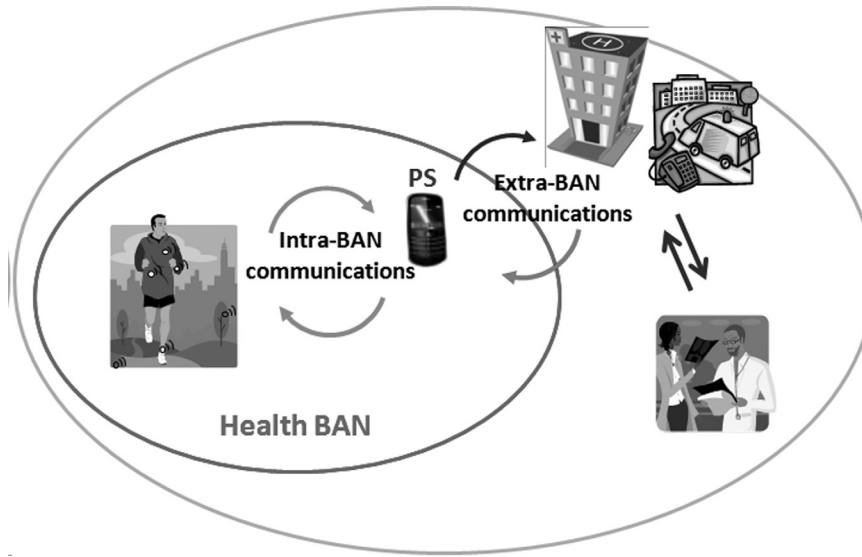 H
PS
Extra-BAN
communications
Intra-BAN
communications
Health BAN